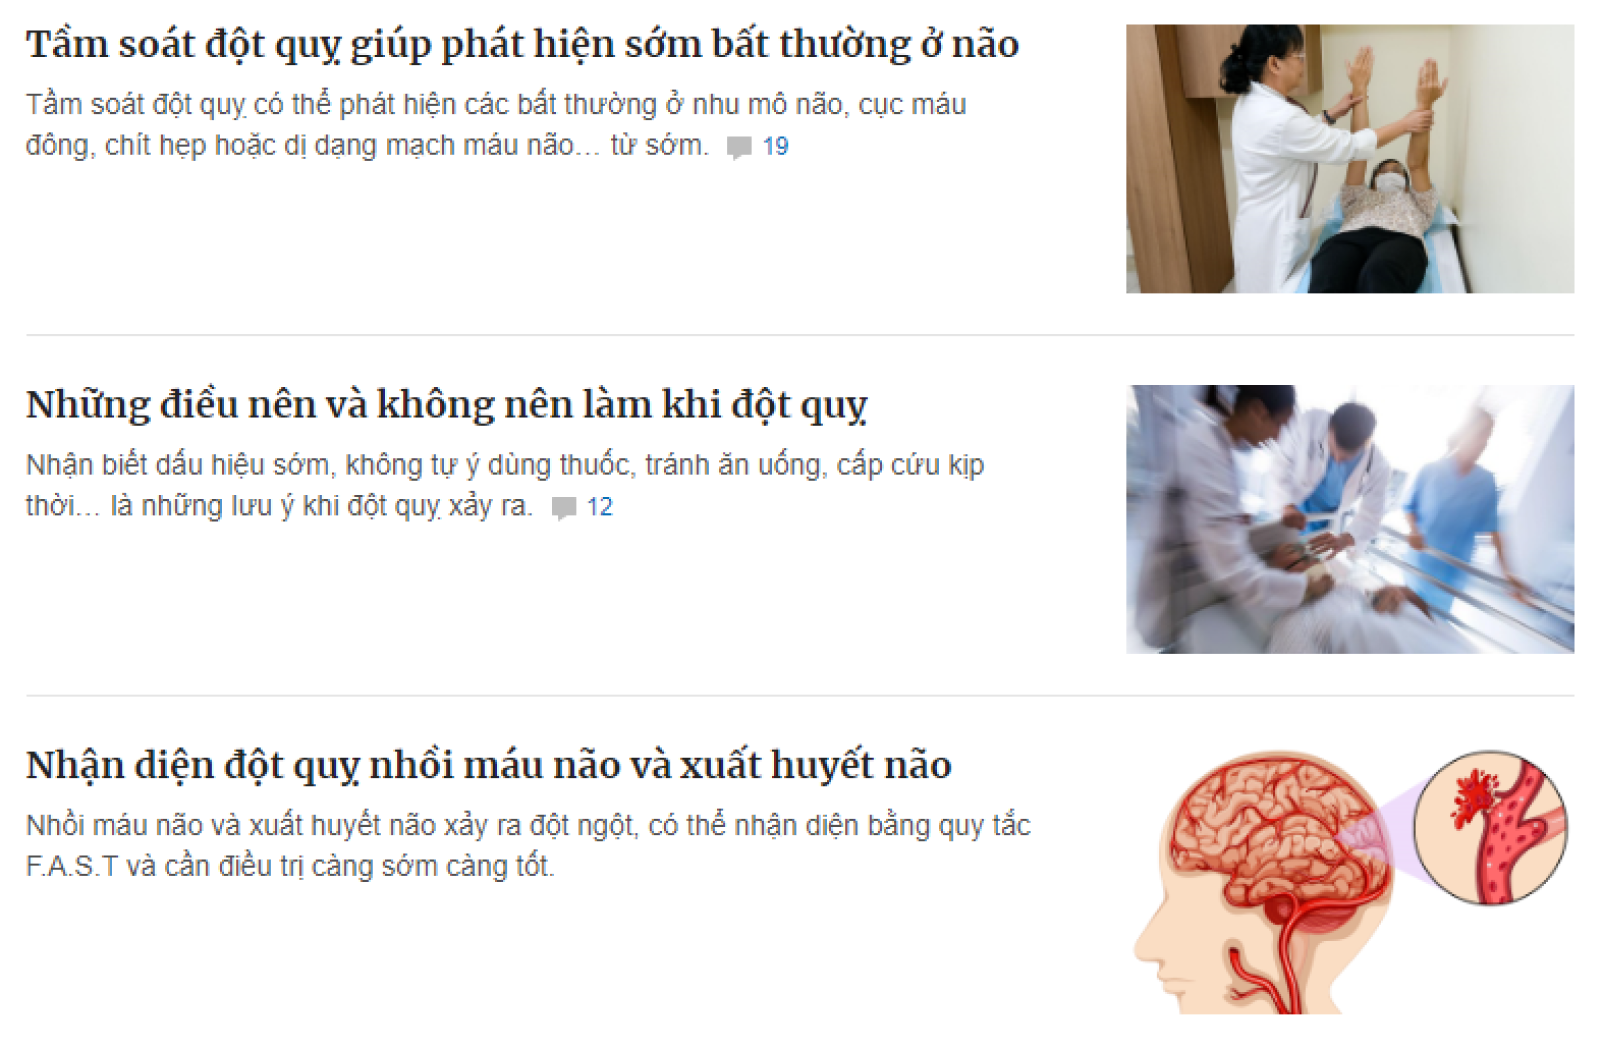 Tầm soát đột quỵ giúp phát hiện sớm bất thường ở não
Tầm soát đột quỵ có thể phát hiện các bất thường ở nhu mô não, cục máu
đông, chít hẹp hoặc dị dạng mạch máu não... từ sớm. 19
Những điều nên và không nên làm khi đột quỵ
Nhận biết dấu hiệu sớm, không tự ý dùng thuốc, tránh ăn uống, cấp cứu kịp
thời... là những lưu ý khi đột quỵ xảy ra. 12
Nhận diện đột quỵ nhồi máu não và xuất huyết não
Nhồi máu não và xuất huyết não xảy ra đột ngột, có thể nhận diện bằng quy tắc
F.A.S.T và cần điều trị càng sớm càng tốt.